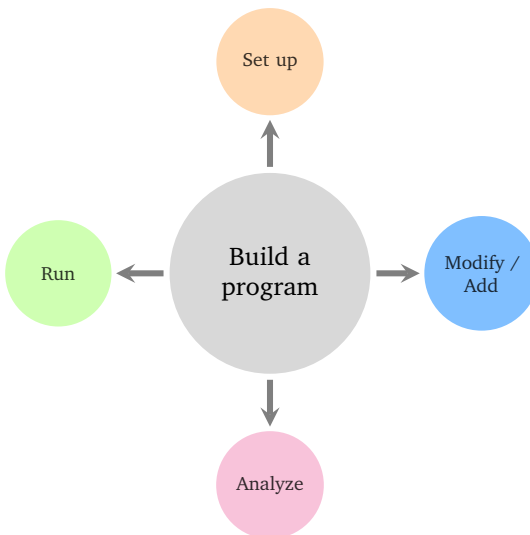 Set up
Build a
program
Run
Modify /
Add
Analyze